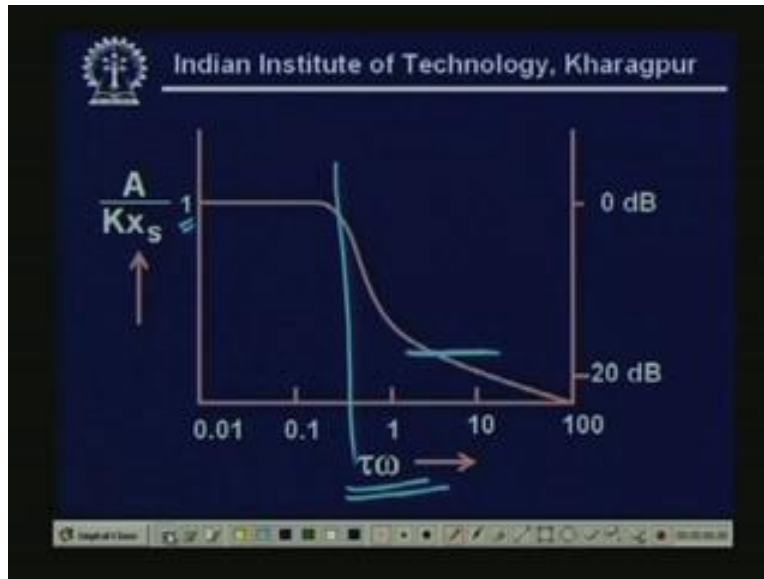 Indian Institute of Technology, Kharagpur
A
Kxs
1
0 dB
-20 dB
0.01 0.1 1 10 100
τω